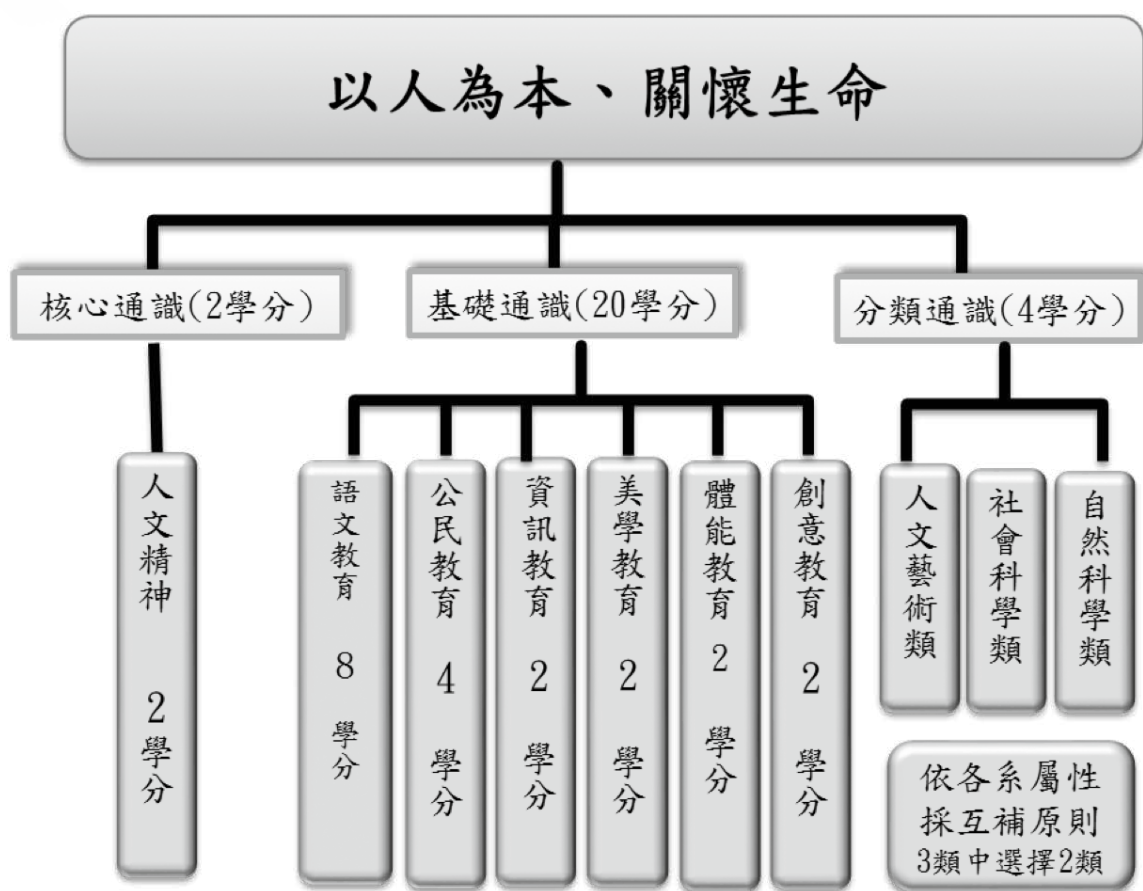 以人為本、關懷生命
核心通識(2學分)
基礎通識(20學分)
分類通識(4學分)
人文精神 2學分
語文教育 8 學分
公民教育 4 學分
資訊教育 2 學分
美學教育 2 學分
體能教育 2 學分
創意教育 2 學分
人文藝術類
社會科學類
自然科學類
依各系屬性
採互補原則
3類中選擇2類